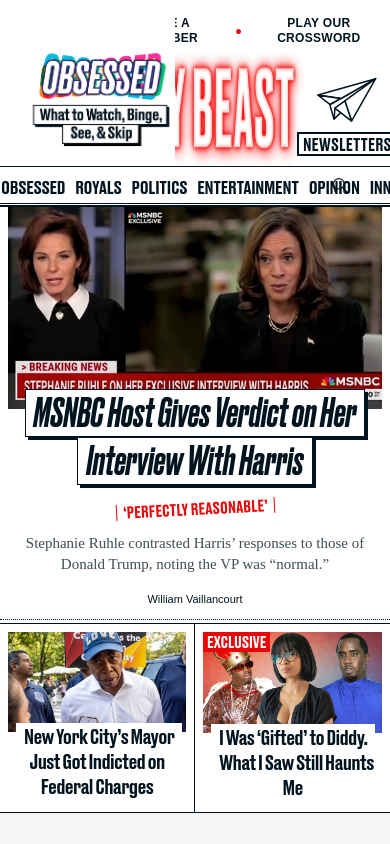 E A
BER
PLAY OUR
CROSSWORD
OBSESSED
What to Watch, Binge,
See, & Skip
Y BEAST
NEWSLETTERS
OBSESSED ROYALS POLITICS ENTERTAINMENT OPINION INN
MSNBC
EXCLUSIVE
> BREAKING NEWS
STEPHANIE RUHLE ON HER EXCLUSIVE INTERVIEW WITH HARRIS
MSNBC
MSNBC Host Gives Verdict on Her
Interview With Harris
‘PERFECTLY REASONABLE’
Stephanie Ruhle contrasted Harris’ responses to those of
Donald Trump, noting the VP was “normal.”
William Vaillancourt
LOVE
the
New York City’s Mayor
Just Got Indicted on
Federal Charges
EXCLUSIVE
I Was ‘Gifted’ to Diddy.
What I Saw Still Haunts
Me